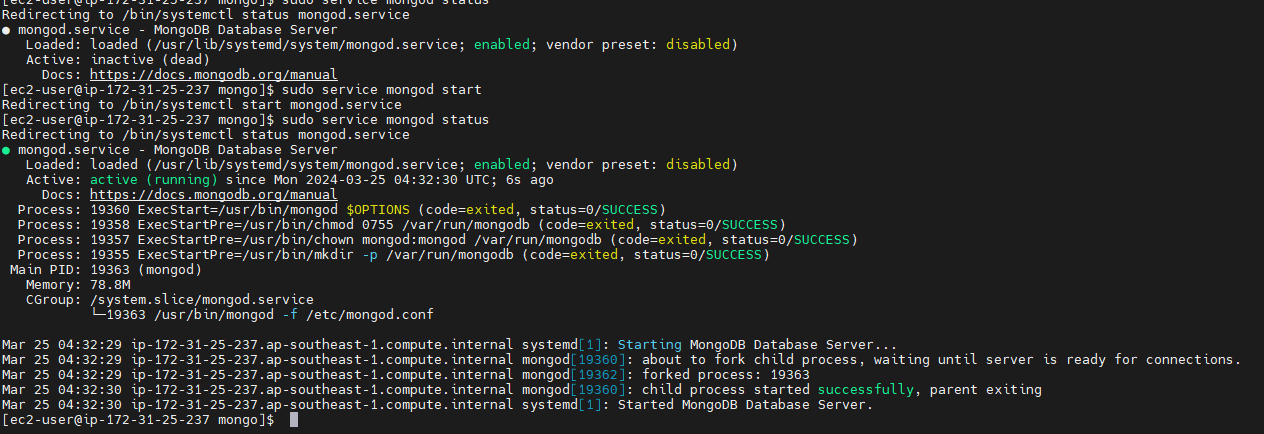 [ec2-user@ip-172-31-25-237 mongo]$ sudo service mongod status
Redirecting to /bin/systemctl status mongod.service
● mongod.service - MongoDB Database Server
   Loaded: loaded (/usr/lib/systemd/system/mongod.service; enabled; vendor preset: disabled)
   Active: inactive (dead)
     Docs: https://docs.mongodb.org/manual
[ec2-user@ip-172-31-25-237 mongo]$ sudo service mongod start
Redirecting to /bin/systemctl start mongod.service
[ec2-user@ip-172-31-25-237 mongo]$ sudo service mongod status
Redirecting to /bin/systemctl status mongod.service
● mongod.service - MongoDB Database Server
   Loaded: loaded (/usr/lib/systemd/system/mongod.service; enabled; vendor preset: disabled)
   Active: active (running) since Mon 2024-03-25 04:32:30 UTC; 6s ago
     Docs: https://docs.mongodb.org/manual
  Process: 19360 ExecStart=/usr/bin/mongod $OPTIONS (code=exited, status=0/SUCCESS)
  Process: 19358 ExecStartPre=/usr/bin/chmod 0755 /var/run/mongodb (code=exited, status=0/SUCCESS)
  Process: 19357 ExecStartPre=/usr/bin/chown mongod:mongod /var/run/mongodb (code=exited, status=0/SUCCESS)
  Process: 19355 ExecStartPre=/usr/bin/mkdir -p /var/run/mongodb (code=exited, status=0/SUCCESS)
 Main PID: 19363 (mongod)
   Memory: 78.8M
   CGroup: /system.slice/mongod.service
           └─19363 /usr/bin/mongod -f /etc/mongod.conf

Mar 25 04:32:29 ip-172-31-25-237.ap-southeast-1.compute.internal systemd[1]: Starting MongoDB Database Server...
Mar 25 04:32:29 ip-172-31-25-237.ap-southeast-1.compute.internal mongod[19360]: about to fork child process, waiting until server is ready for connections.
Mar 25 04:32:29 ip-172-31-25-237.ap-southeast-1.compute.internal mongod[19362]: forked process: 19363
Mar 25 04:32:30 ip-172-31-25-237.ap-southeast-1.compute.internal mongod[19360]: child process started successfully, parent exiting
Mar 25 04:32:30 ip-172-31-25-237.ap-southeast-1.compute.internal systemd[1]: Started MongoDB Database Server.
[ec2-user@ip-172-31-25-237 mongo]$